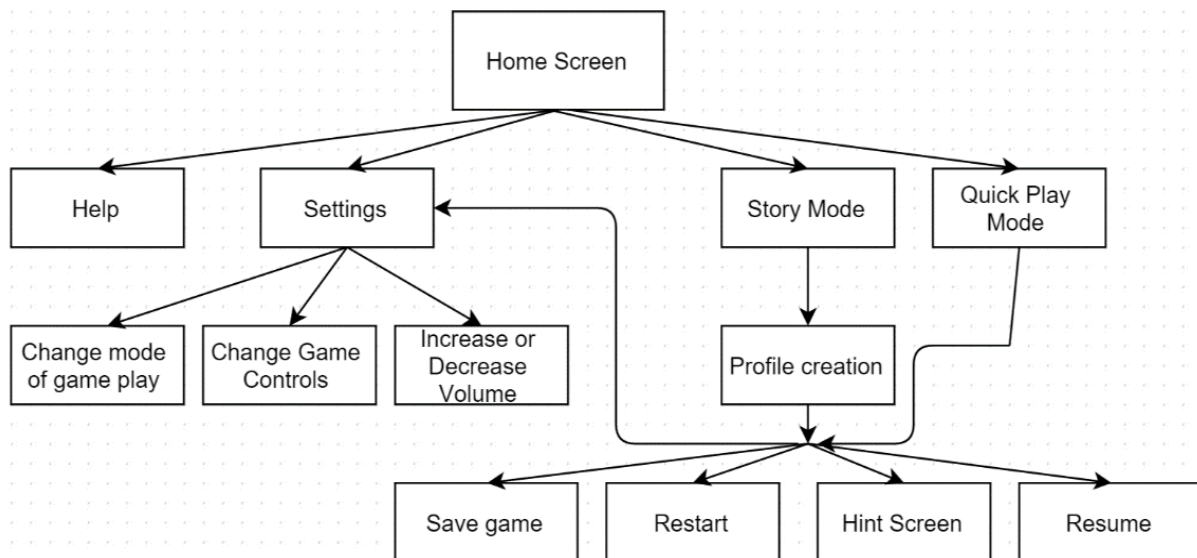 Home Screen
Help
Settings
Story Mode
Quick Play
Mode
Change mode
of game play
Change Game
Controls
Increase or
Decrease
Volume
Profile creation
Save game
Restart
Hint Screen
Resume